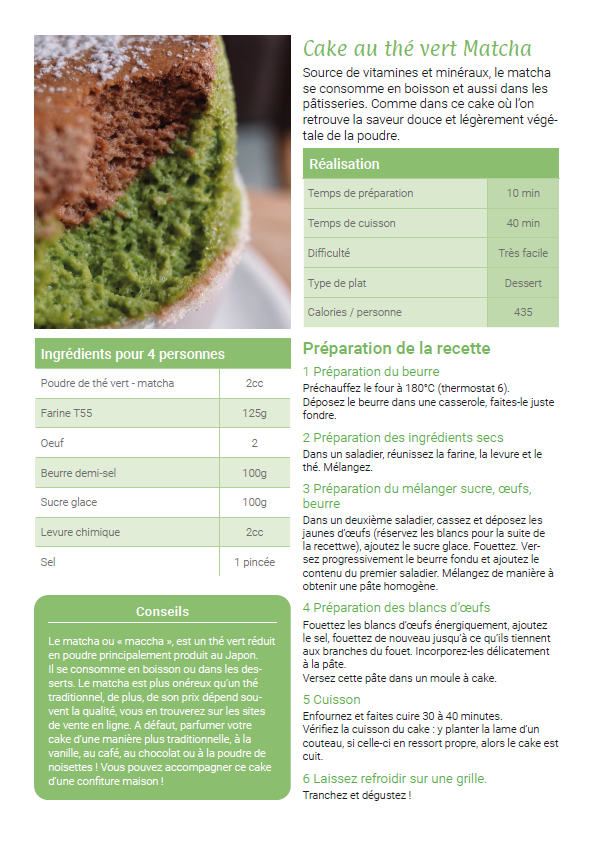 Cake au thé vert Matcha
Source de vitamines et minéraux, le matcha
se consomme en boisson et aussi dans les
pâtisseries. Comme dans ce cake où l'on
retrouve la saveur douce et légèrement végé-
tale de la poudre.
Réalisation
Temps de préparation 10 min
Temps de cuisson 40 min
Difficulté Très facile
Type de plat Dessert
Calories / personne 435
Ingrédients pour 4 personnes
Poudre de thé vert - matcha 2cc
Farine T55 125g
Oeuf 2
Beurre demi-sel 100g
Sucre glace 100g
Levure chimique 2cc
Sel 1 pincée
Conseils
Le matcha ou « maccha », est un thé vert réduit
en poudre principalement produit au Japon.
Il se consomme en boisson ou dans les des-
serts. Le matcha est plus onéreux qu'un thé
traditionnel, de plus, de son prix dépend sou-
vent la qualité, vous en trouverez sur les sites
de vente en ligne. A défaut, parfumer votre
cake d'une manière plus traditionnelle, à la
vanille, au café, au chocolat ou à la poudre de
noisettes ! Vous pouvez accompagner ce cake
d'une confiture maison !
Préparation de la recette
1 Préparation du beurre
Préchauffez le four à 180°C (thermostat 6).
Déposez le beurre dans une casserole, faites-le juste
fondre.
2 Préparation des ingrédients secs
Dans un saladier, réunissez la farine, la levure et le
thé. Mélangez.
3 Préparation du mélanger sucre, œufs,
beurre
Dans un deuxième saladier, cassez et déposez les
jaunes d'œufs (réservez les blancs pour la suite de
la recettwe), ajoutez le sucre glace. Fouettez. Ver-
sez progressivement le beurre fondu et ajoutez le
contenu du premier saladier. Mélangez de manière à
obtenir une pâte homogène.
4 Préparation des blancs d'œufs
Fouettez les blancs d'œufs énergiquement, ajoutez
le sel, fouettez de nouveau jusqu'à ce qu'ils tiennent
aux branches du fouet. Incorporez-les délicatement
à la pâte.
Versez cette pâte dans un moule à cake.
5 Cuisson
Enfournez et faites cuire 30 à 40 minutes.
Vérifiez la cuisson du cake : y planter la lame d'un
couteau, si celle-ci en ressort propre, alors le cake est
cuit.
6 Laissez refroidir sur une grille.
Tranchez et dégustez !